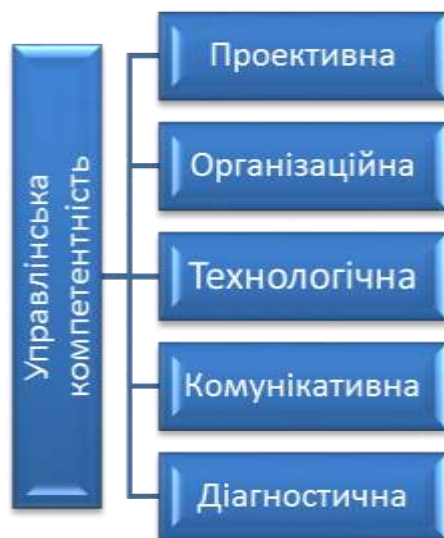 Управлінська
компетентність
Проективна
Організаційна
Технологічна
Комунікативна
Діагностична